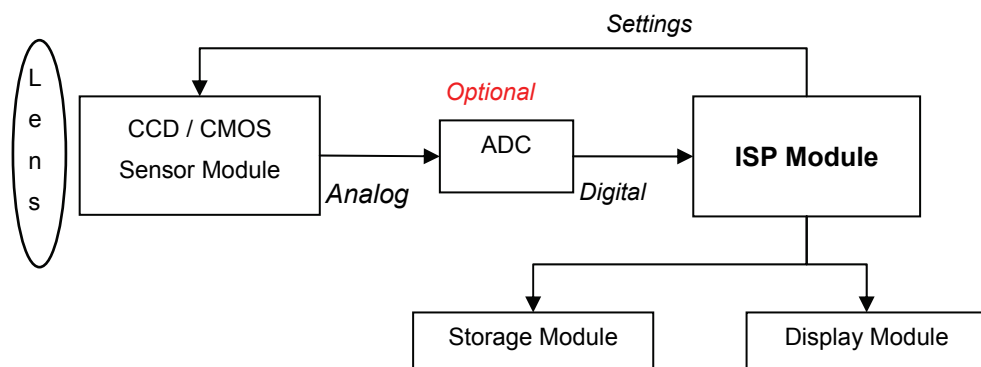 Settings
L
e
n
s
CCD / CMOS
Sensor Module
Optional
ADC
ISP Module
Analog
Digital
Storage Module
Display Module